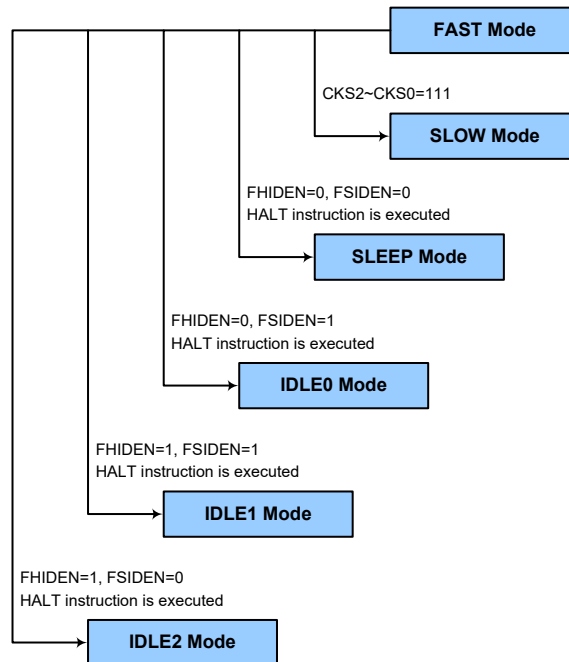 FAST Mode
CKS2~CKS0=111
SLOW Mode
FHIDEN=0, FSIDEN=0
HALT instruction is executed
SLEEP Mode
FHIDEN=0, FSIDEN=1
HALT instruction is executed
IDLE0 Mode
FHIDEN=1, FSIDEN=1
HALT instruction is executed
IDLE1 Mode
FHIDEN=1, FSIDEN=0
HALT instruction is executed
IDLE2 Mode